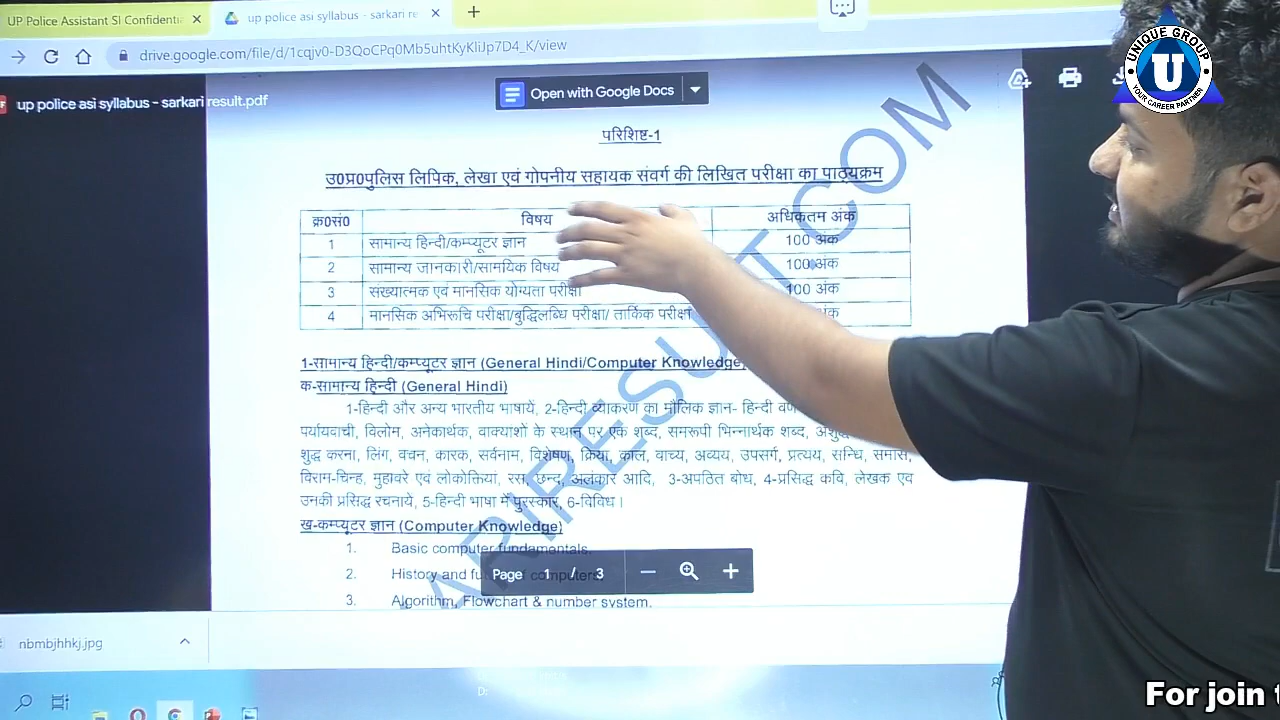 UP Police Assistant SI Confidenti
up police asi syllabus - sarkari re
drive.google.com/file/d/1cqjv0-D3QoCPq0Mb5uhtKyKliJp7D4_K/view
up police asi syllabus - sarkari result.pdf
Open with Google Docs
UNIQUE GROUP
U
YOUR CAREER PARTNER
परिशिष्ट-1
उ0प्र0पुलिस लिपिक, लेखा एवं गोपनीय सहायक संवर्ग की लिखित परीक्षा का पाठ्यक्रम
क्र0सं0 विषय अधिकतम अंक
1 सामान्य हिन्दी/कम्प्यूटर ज्ञान 100 अंक
2 सामान्य जानकारी/सामयिक विषय 100 अंक
3 संख्यात्मक एवं मानसिक योग्यता परीक्षा 100 अंक
4 मानसिक अभिरूचि परीक्षा/बुद्धिलब्धि परीक्षा/ तार्किक परीक्षा अंक
1-सामान्य हिन्दी/कम्प्यूटर ज्ञान (General Hindi/Computer Knowledge)
क-सामान्य हिन्दी (General Hindi)
1-हिन्दी और अन्य भारतीय भाषायें, 2-हिन्दी व्याकरण का मौलिक ज्ञान- हिन्दी
पर्यायवाची, विलोम, अनेकार्थक, वाक्याशों के स्थान पर एक शब्द, समरूपी भिन्नार्थक शब्द,
शुद्ध करना, लिंग, वचन, कारक, सर्वनाम, विशेषण, क्रिया, काल, वाच्य, अव्यय, उपसर्ग, प्रत्यय, सन्धि, समास,
विराम-चिन्ह, मुहावरे एवं लोकोक्तियां, रस, छन्द, अलंकार आदि, 3-अपठित बोध, 4-प्रसिद्ध कवि, लेखक एव
उनकी प्रसिद्ध रचनाये, 5-हिन्दी भाषा में पुरस्कार, 6-विविध।
ख-कम्प्यूटर ज्ञान (Computer Knowledge)
1. Basic computer fundamentals.
2. History and of computers
3. Algorithm, Flowchart & number system.
Page 1 / 3
ARIRESULT.COM
nbmbjhhkj.jpg
For join